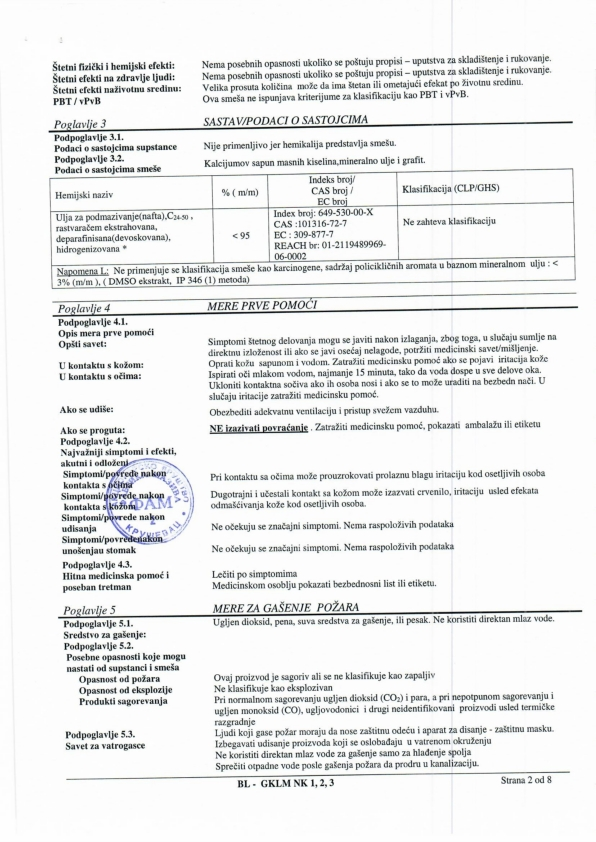 Štetni fizički i hemijski efekti: Nema posebnih opasnosti ukoliko se poštuju propisi – uputstva za skladištenje i rukovanje.
Štetni efekti na zdravlje ljudi: Nema posebnih opasnosti ukoliko se poštuju propisi – uputstva za skladištenje i rukovanje.
Štetni efekti naživotnu sredinu: Velika prosuta količina može da ima štetan ili ometajući efekat po životnu sredinu.
PBT / vPvB Ova smeša ne ispunjava kriterijume za klasifikaciju kao PBT i vPvB.
Poglavlje 3 SASTAV/PODACI O SASTOJCIMA
Podpoglavlje 3.1.
Podaci o sastojcima supstance Nije primenljivo jer hemikalija predstavlja smešu.
Podpoglavlje 3.2.
Podaci o sastojcima smeše Kalcijumov sapun masnih kiselina,mineralno ulje i grafit.
Hemijski naziv % ( m/m) Indeks broj/ CAS broj / EC broj Klasifikacija (CLP/GHS)
Ulja za podmazivanje(nafta),C24-50 , Index broj: 649-530-00-X
rastvaračem ekstrahovana, CAS :101316-72-7 Ne zahteva klasifikaciju
deparafinisana(devoskovana), < 95 EC : 309-877-7
hidrogenizovana * REACH br: 01-2119489969-
06-0002
Napomena L: Ne primenjuje se klasifikacija smeše kao karcinogene, sadržaj policikličnih aromata u baznom mineralnom ulju : <
3% (m/m ), ( DMSO ekstrakt, IP 346 (1) metoda)
Poglavlje 4 MERE PRVE POMOĆI
Podpoglavlje 4.1.
Opis mera prve pomoći
Opšti savet: Simptomi štetnog delovanja mogu se javiti nakon izlaganja, zbog toga, u slučaju sumlje na
direktnu izloženost ili ako se javi osećaj nelagode, potržiti medicinski savet/mišljenje.
U kontaktu s kožom: Oprati kožu sapunom i vodom. Zatražiti medicinsku pomoć ako se pojavi iritacija kože
U kontaktu s očima: Ispirati oči mlakom vodom, najmanje 15 minuta, tako da voda dospe u sve delove oka.
Ukloniti kontaktna sočiva ako ih osoba nosi i ako se to može uraditi na bezbedn nači. U
slučaju iritacije zatražiti medicinsku pomoć.
Ako se udiše: Obezbediti adekvatnu ventilaciju i pristup svežem vazduhu.
Ako se proguta: NE izazivati povraćanje . Zatražiti medicinsku pomoć, pokazati ambalažu ili etiketu
Podpoglavlje 4.2.
Najvažniji simptomi i efekti,
akutni i odloženi
Simptomi/povrede nakon
kontakta s očima Pri kontaktu sa očima može prouzrokovati prolaznu blagu iritaciju kod osetljivih osoba
Simptomi/povrede nakon Dugotrajni i učestali kontakt sa kožom može izazvati crvenilo, iritaciju usled efekata
kontakta s kožom odmašćivanja kože kod osetljivih osoba.
Simptomi/povrede nakon
udisanja Ne očekuju se značajni simptomi. Nema raspoloživih podataka
Simptomi/povredenakon
unošenjau stomak Ne očekuju se značajni simptomi. Nema raspoloživih podataka
ФАМ
2
КРУШЕВАЦ
Podpoglavlje 4.3.
Hitna medicinska pomoć i Lečiti po simptomima
poseban tretman Medicinskom osoblju pokazati bezbednosni list ili etiketu.
Poglavlje 5 MERE ZA GAŠENJE POŽARA
Podpoglavlje 5.1. Ugljen dioksid, pena, suva sredstva za gašenje, ili pesak. Ne koristiti direktan mlaz vode.
Sredstvo za gašenje:
Podpoglavlje 5.2.
Posebne opasnosti koje mogu
nastati od supstanci i smeša
Opasnost od požara Ovaj proizvod je sagoriv ali se ne klasifikuje kao zapaljiv
Opasnost od eksplozije Ne klasifikuje kao eksplozivan
Produkti sagorevanja Pri normalnom sagorevanju ugljen dioksid (CO2) i para, a pri nepotpunom sagorevanju i
ugljen monoksid (CO), ugljovodonici i drugi neidentifikovani proizvodi usled termičke
razgradnje
Podpoglavlje 5.3. Ljudi koji gase požar moraju da nose zaštitnu odeću i aparat za disanje - zaštitnu masku.
Savet za vatrogasce Izbegavati udisanje proizvoda koji se oslobađaju u vatrenom okruženju
Ne koristiti direktan mlaz vode za gašenje samo za hlađenje spolja
Sprečiti otpadne vode posle gašenja požara da prodru u kanalizaciju.
BL - GKLM NK 1, 2, 3 Strana 2 od 8